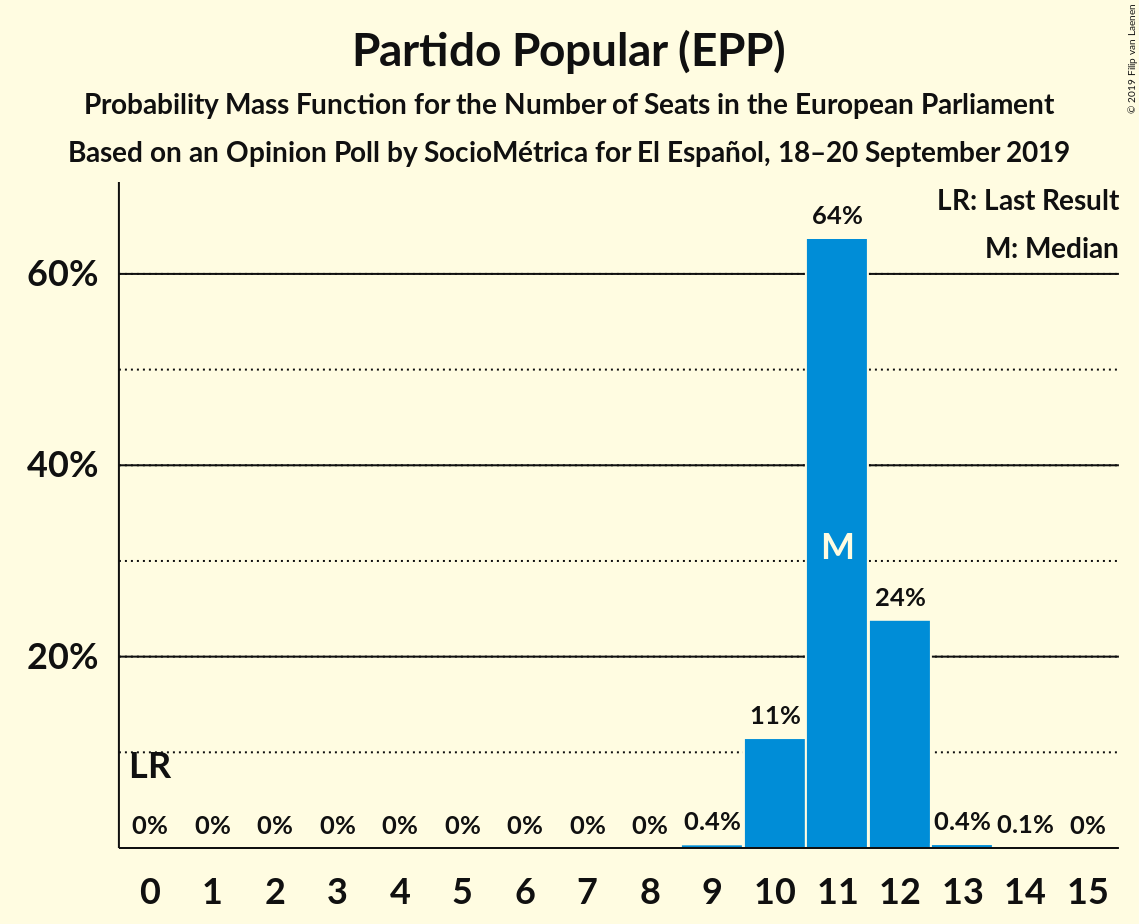 Partido Popular (EPP)
Probability Mass Function for the Number of Seats in the European Parliament
Based on an Opinion Poll by SocioMétrica for El Español, 18–20 September 2019
© 2019 Filip van Laenen
LR: Last Result
M: Median
60%
40%
20%
LR
M
0% 0% 0% 0% 0% 0% 0% 0% 0% 0.4% 11% 64% 24% 0.4% 0.1% 0%
0 1 2 3 4 5 6 7 8 9 10 11 12 13 14 15